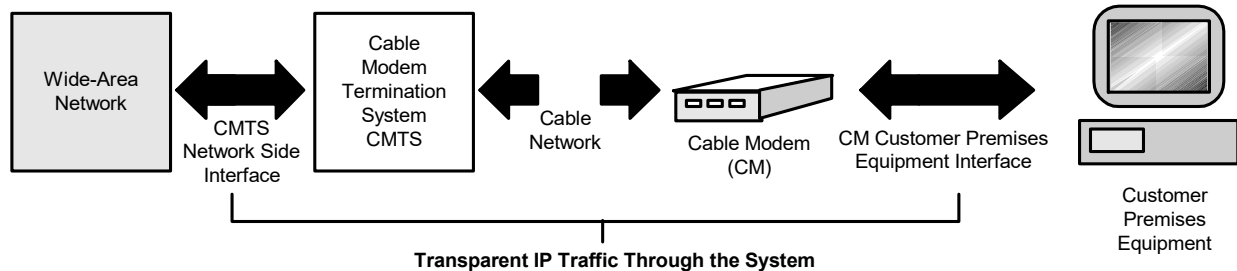 Wide-Area
Network
CMTS
Network Side
Interface
Cable
Modem
Termination
System
CMTS
Cable
Network
Cable Modem
(CM)
CM Customer Premises
Equipment Interface
Customer
Premises
Equipment
Transparent IP Traffic Through the System